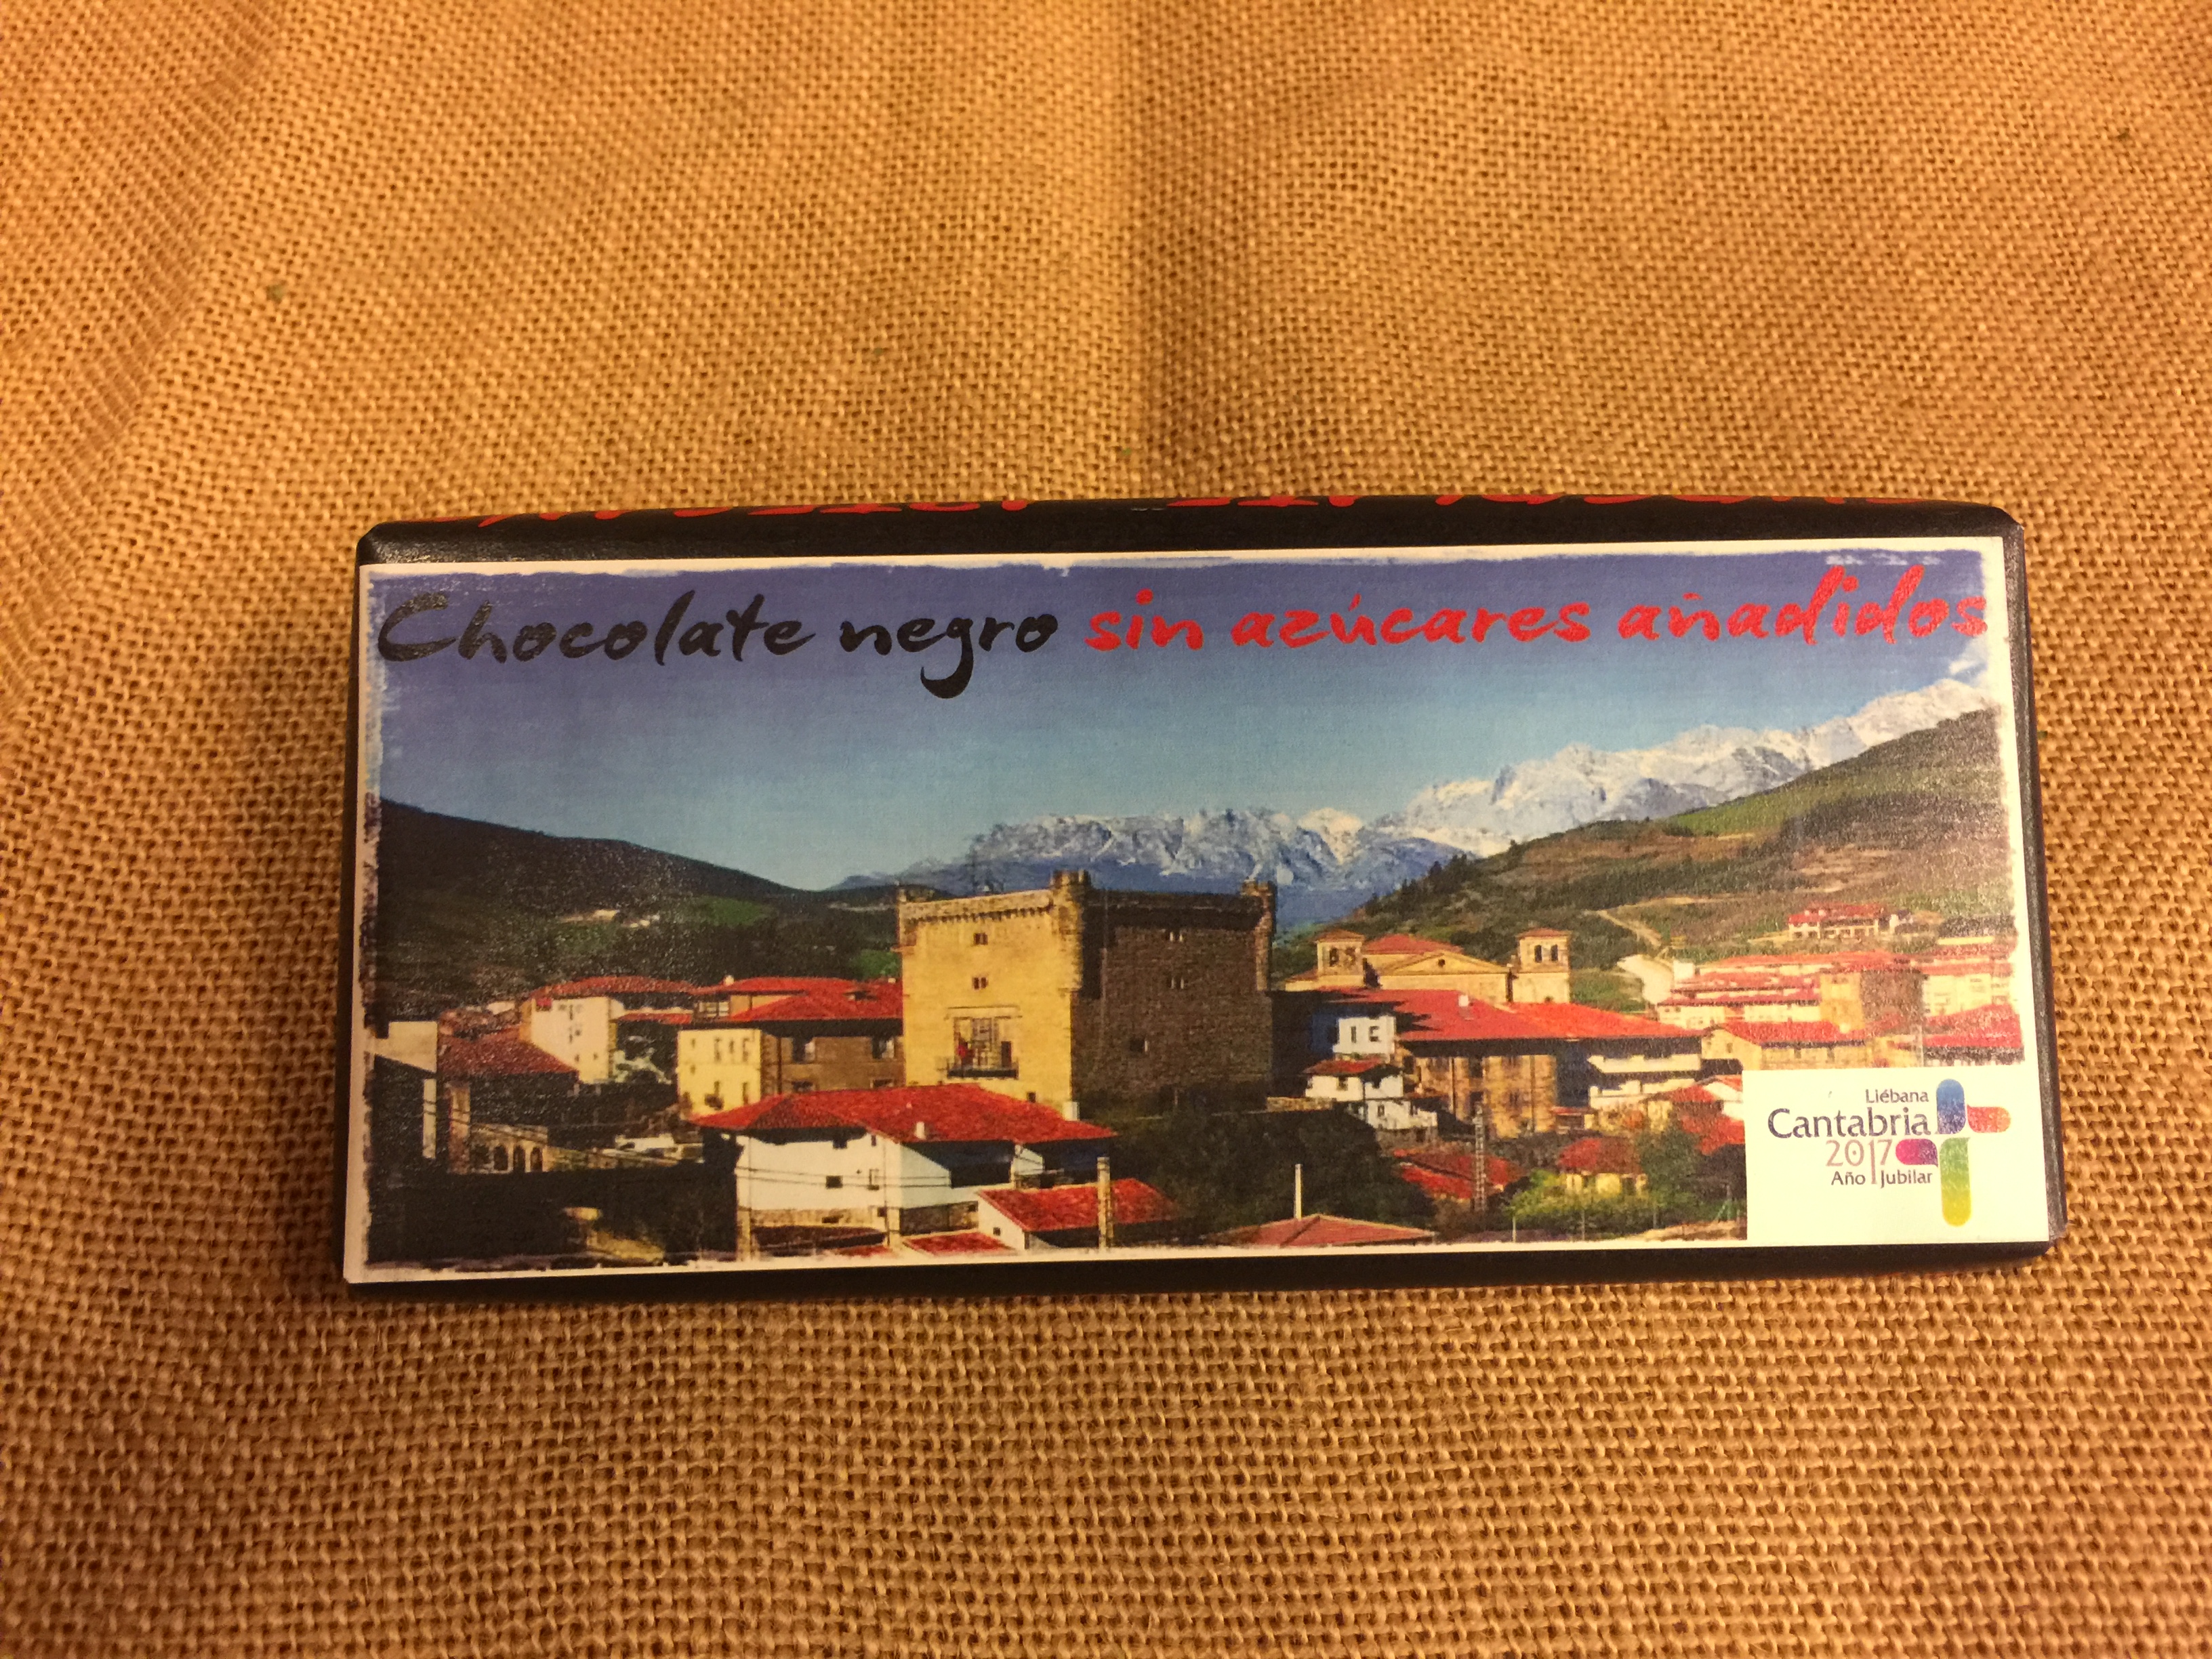 Chocolate negro sin azúcares añadidos
Liébana
Cantabria
2017
Año Jubilar